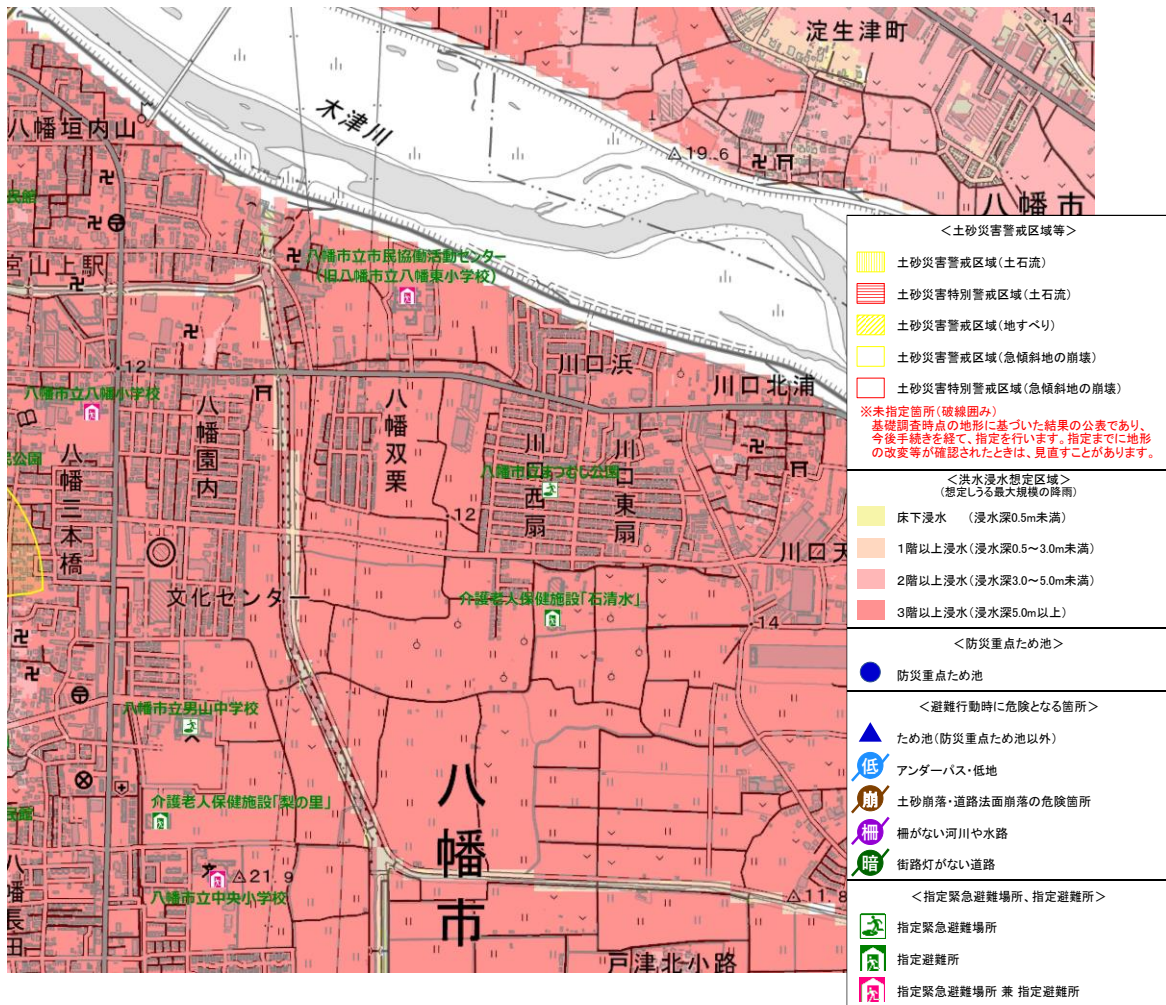 淀生津町
14
木津川
八幡垣内山
19.6
八幡市
民館
宮山上駅
八幡市立市民協働活動センター
(旧八幡市立八幡東小学校)
川口浜
川口北浦
12
八幡市立八幡小学校
八幡園内
八幡双栗
川口西扇
川口東扇
八幡市立まつむし公園
民公園
八幡三本橋
12
川口天
文化センター
介護老人保健施設「石清水」
14
八幡市立男山中学校
介護老人保健施設「梨の里」
民館
八幡市
八幡長田
21.9
八幡市立中央小学校
11.8
戸津北小路
<土砂災害警戒区域等>
土砂災害警戒区域(土石流)
土砂災害特別警戒区域(土石流)
土砂災害警戒区域(地すべり)
土砂災害警戒区域(急傾斜地の崩壊)
土砂災害特別警戒区域(急傾斜地の崩壊)
※未指定箇所(破線囲み)
基礎調査時点の地形に基づいた結果の公表であり、
今後手続きを経て、指定を行います。指定までに地形
の改変等が確認されたときは、見直すことがあります。
<洪水浸水想定区域>
(想定しうる最大規模の降雨)
床下浸水 (浸水深0.5m未満)
1階以上浸水(浸水深0.5~3.0m未満)
2階以上浸水(浸水深3.0~5.0m未満)
3階以上浸水(浸水深5.0m以上)
<防災重点ため池>
防災重点ため池
<避難行動時に危険となる箇所>
ため池(防災重点ため池以外)
低 アンダーパス・低地
崩 土砂崩落・道路法面崩落の危険箇所
柵 柵がない河川や水路
暗 街路灯がない道路
<指定緊急避難場所、指定避難所>
指定緊急避難場所
指定避難所
指定緊急避難場所 兼 指定避難所